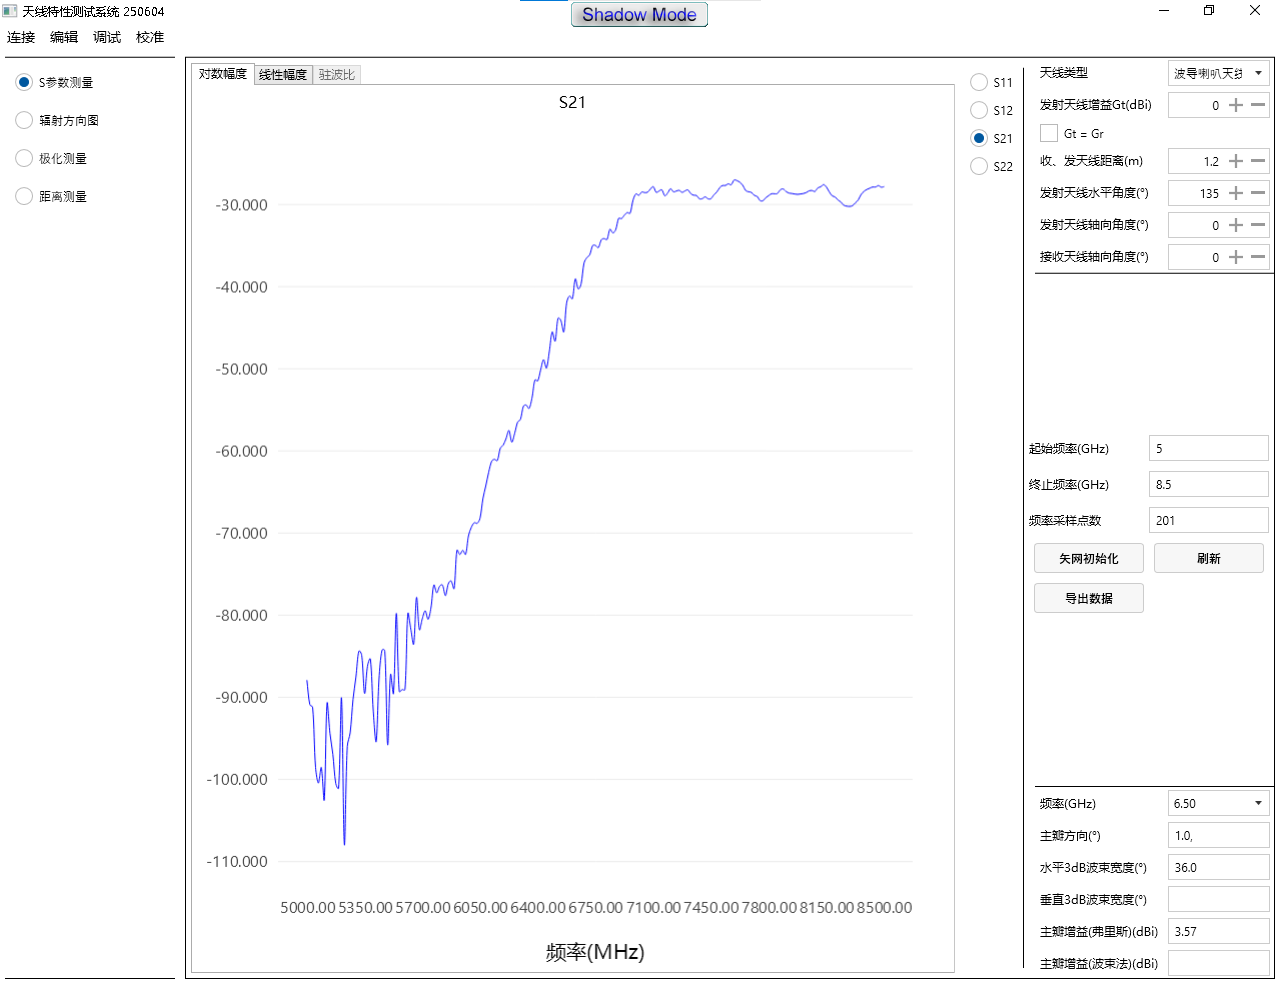 天线特性测试系统 250604
Shadow Mode
连接 编辑 调试 校准
S参数测量
辐射方向图
极化测量
距离测量
对数幅度 线性幅度 驻波比
S21
-30.000
-40.000
-50.000
-60.000
-70.000
-80.000
-90.000
-100.000
-110.000
5000.00 5350.00 5700.00 6050.00 6400.00 6750.00 7100.00 7450.00 7800.00 8150.00 8500.00
频率(MHz)
S11
S12
S21
S22
天线类型 波导喇叭天线
发射天线增益Gt(dBi) 0
Gt = Gr
收、发天线距离(m) 1.2
发射天线水平角度(°) 135
发射天线轴向角度(°) 0
接收天线轴向角度(°) 0
起始频率(GHz) 5
终止频率(GHz) 8.5
频率采样点数 201
矢网初始化 刷新
导出数据
频率(GHz) 6.50
主瓣方向(°) 1.0,
水平3dB波束宽度(°) 36.0
垂直3dB波束宽度(°)
主瓣增益(弗里斯)(dBi) 3.57
主瓣增益(波束法)(dBi)